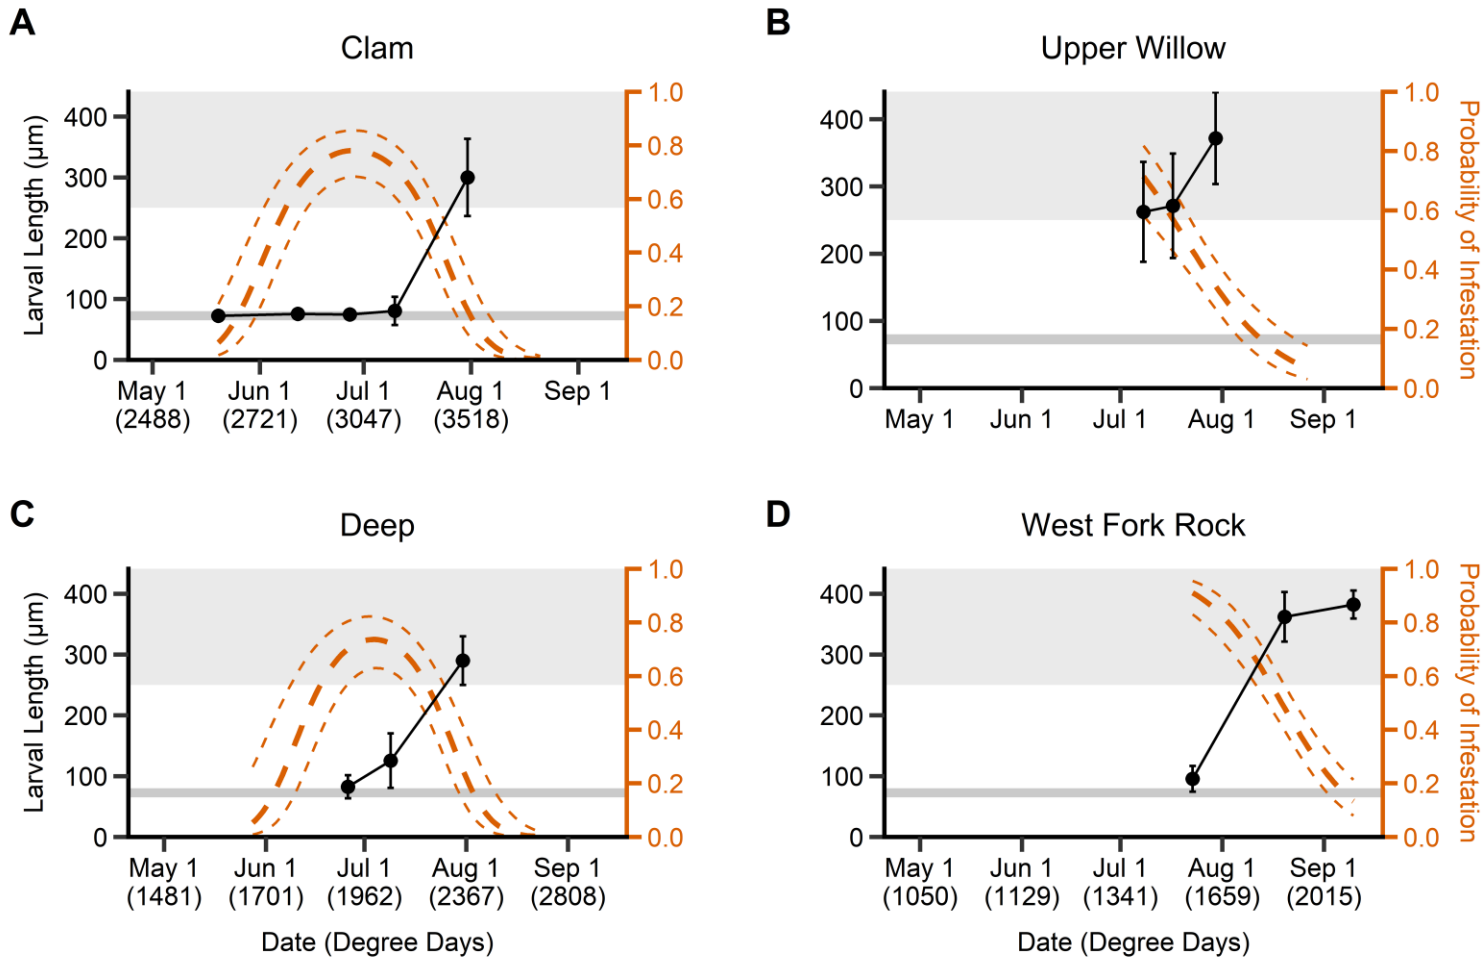 A
Clam
Larval Length (μm)
400
300
200
100
0
1.0
0.8
0.6
0.4
0.2
0.0
May 1 Jun 1 Jul 1 Aug 1 Sep 1
(2488) (2721) (3047) (3518)
B
Upper Willow
400
300
200
100
0
1.0
0.8
0.6
0.4
0.2
0.0
Probability of Infestation
May 1 Jun 1 Jul 1 Aug 1 Sep 1
C
Deep
Larval Length (μm)
400
300
200
100
0
1.0
0.8
0.6
0.4
0.2
0.0
May 1 Jun 1 Jul 1 Aug 1 Sep 1
(1481) (1701) (1962) (2367) (2808)
Date (Degree Days)
D
West Fork Rock
400
300
200
100
0
1.0
0.8
0.6
0.4
0.2
0.0
Probability of Infestation
May 1 Jun 1 Jul 1 Aug 1 Sep 1
(1050) (1129) (1341) (1659) (2015)
Date (Degree Days)